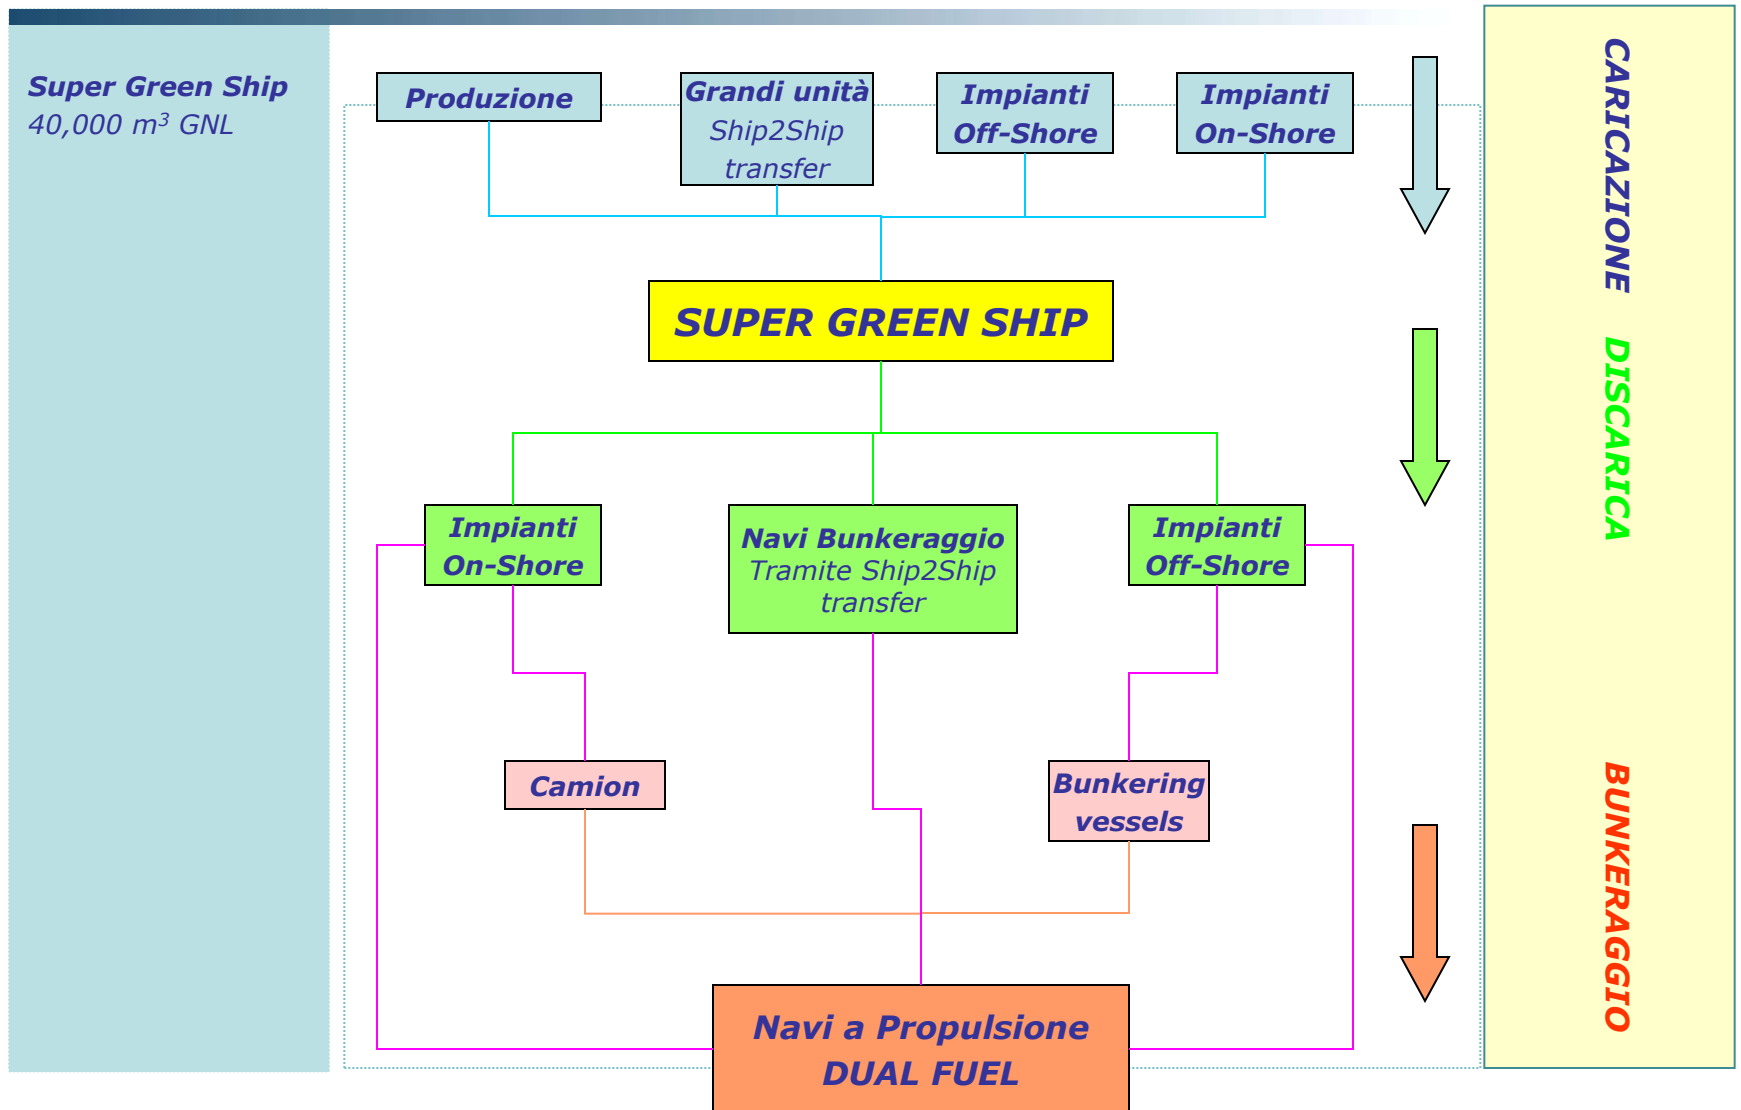 Super Green Ship
40,000 m³ GNL
Produzione
Grandi unità
Ship2Ship
transfer
Impianti
Off-Shore
Impianti
On-Shore
CARICAZIONE
SUPER GREEN SHIP
DISCARICA
Impianti
On-Shore
Navi Bunkeraggio
Tramite Ship2Ship
transfer
Impianti
Off-Shore
Camion
Bunkering
vessels
BUNKERAGGIO
Navi a Propulsione
DUAL FUEL